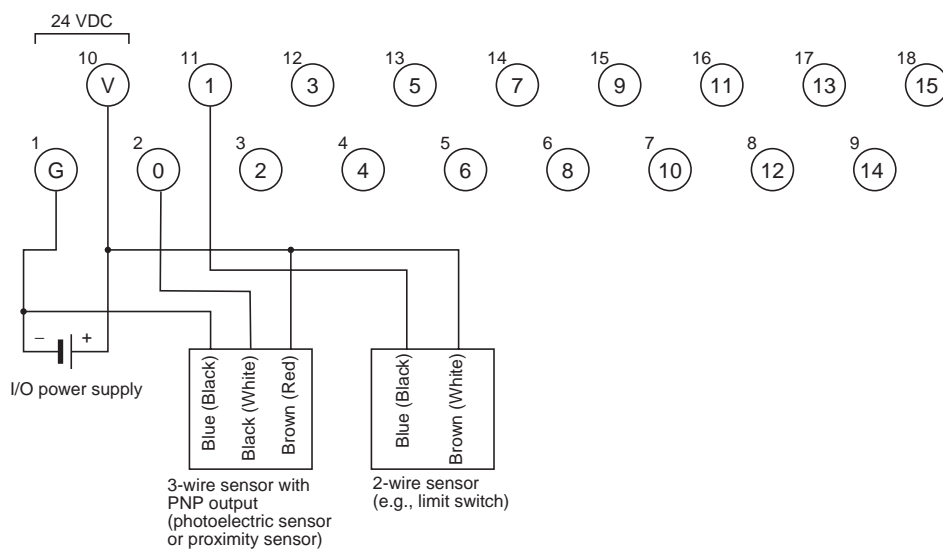 24 VDC
10 11 12 13 14 15 16 17 18
V 1 3 5 7 9 11 13 15
1 2 3 4 5 6 7 8 9
G 0 2 4 6 8 10 12 14
– +
I/O power supply
Blue (Black)
Black (White)
Brown (Red)
Blue (Black)
Brown (White)
3-wire sensor with
PNP output
(photoelectric sensor
or proximity sensor)
2-wire sensor
(e.g., limit switch)